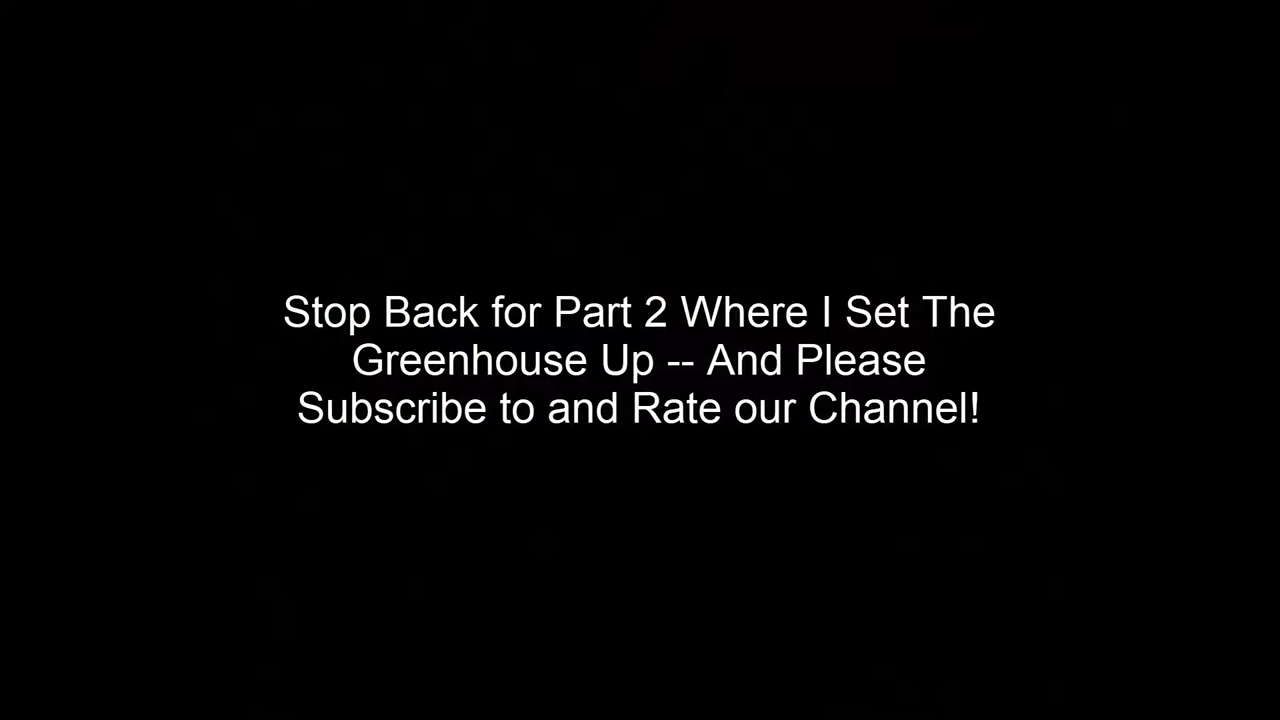 Stop Back for Part 2 Where I Set The
Greenhouse Up -- And Please
Subscribe to and Rate our Channel!